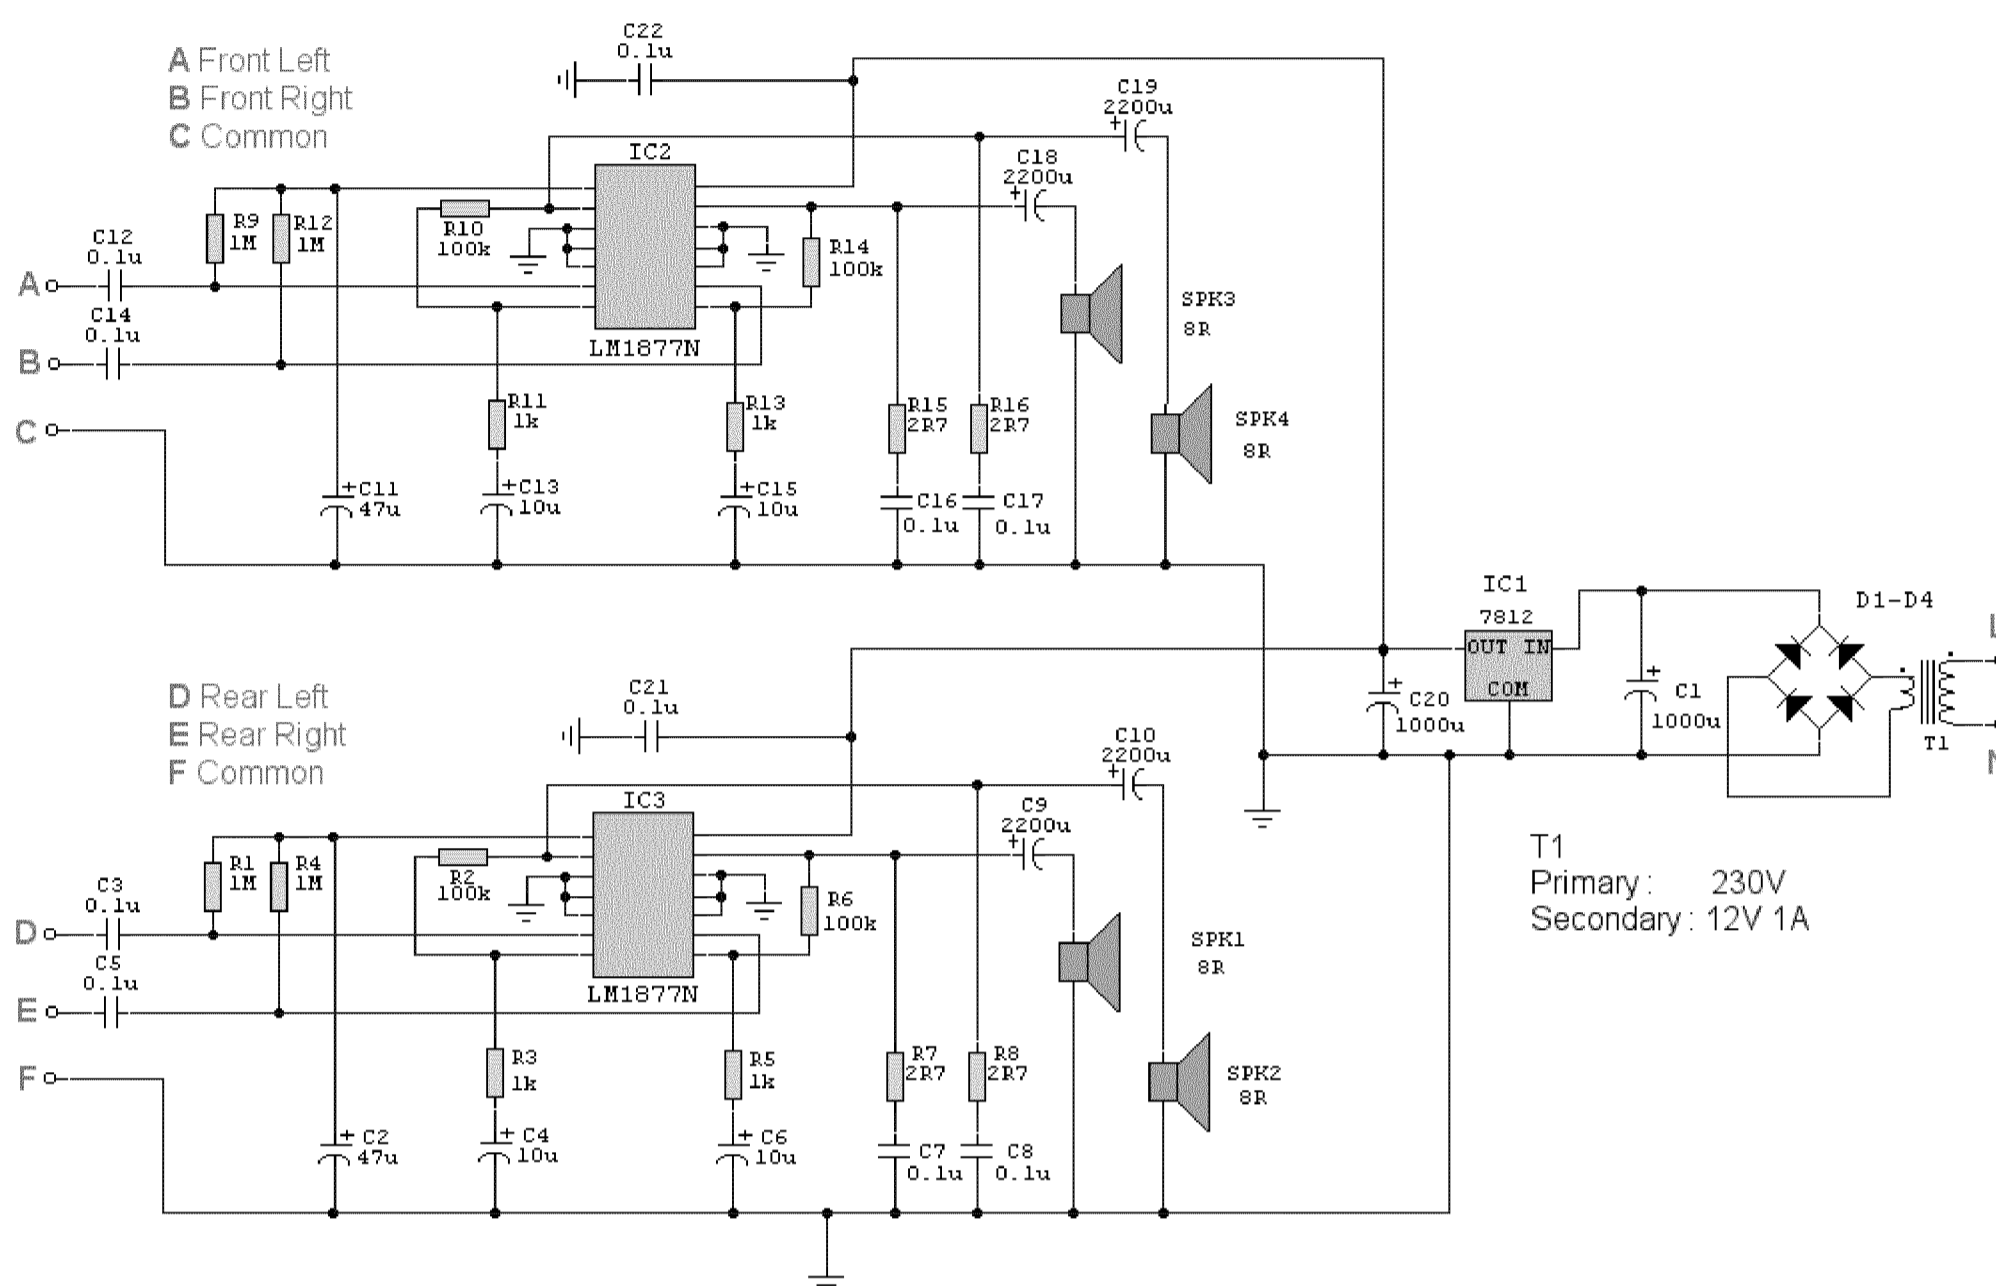 A Front Left
B Front Right
C Common
C22
0.1u
C19
2200u
IC2
C18
2200u
R9
1M
R12
1M
R10
100k
R14
100k
C12
0.1u
A
C14
0.1u
B
LM1877N
SPK3
8R
R11
1k
R13
1k
R15
2R7
R16
2R7
SPK4
8R
C
+C11
47u
+C13
10u
+C15
10u
C16
0.1u
C17
0.1u
IC1
7812
OUT IN
COM
D1-D4
L
+
C20
1000u
+
C1
1000u
T1
N
D Rear Left
E Rear Right
F Common
C21
0.1u
C10
2200u
IC3
C9
2200u
R1
1M
R4
1M
R2
100k
R6
100k
C3
0.1u
D
C5
0.1u
E
LM1877N
SPK1
8R
T1
Primary: 230V
Secondary: 12V 1A
R3
1k
R5
1k
R7
2R7
R8
2R7
SPK2
8R
F
+ C2
47u
+ C4
10u
+ C6
10u
C7
0.1u
C8
0.1u